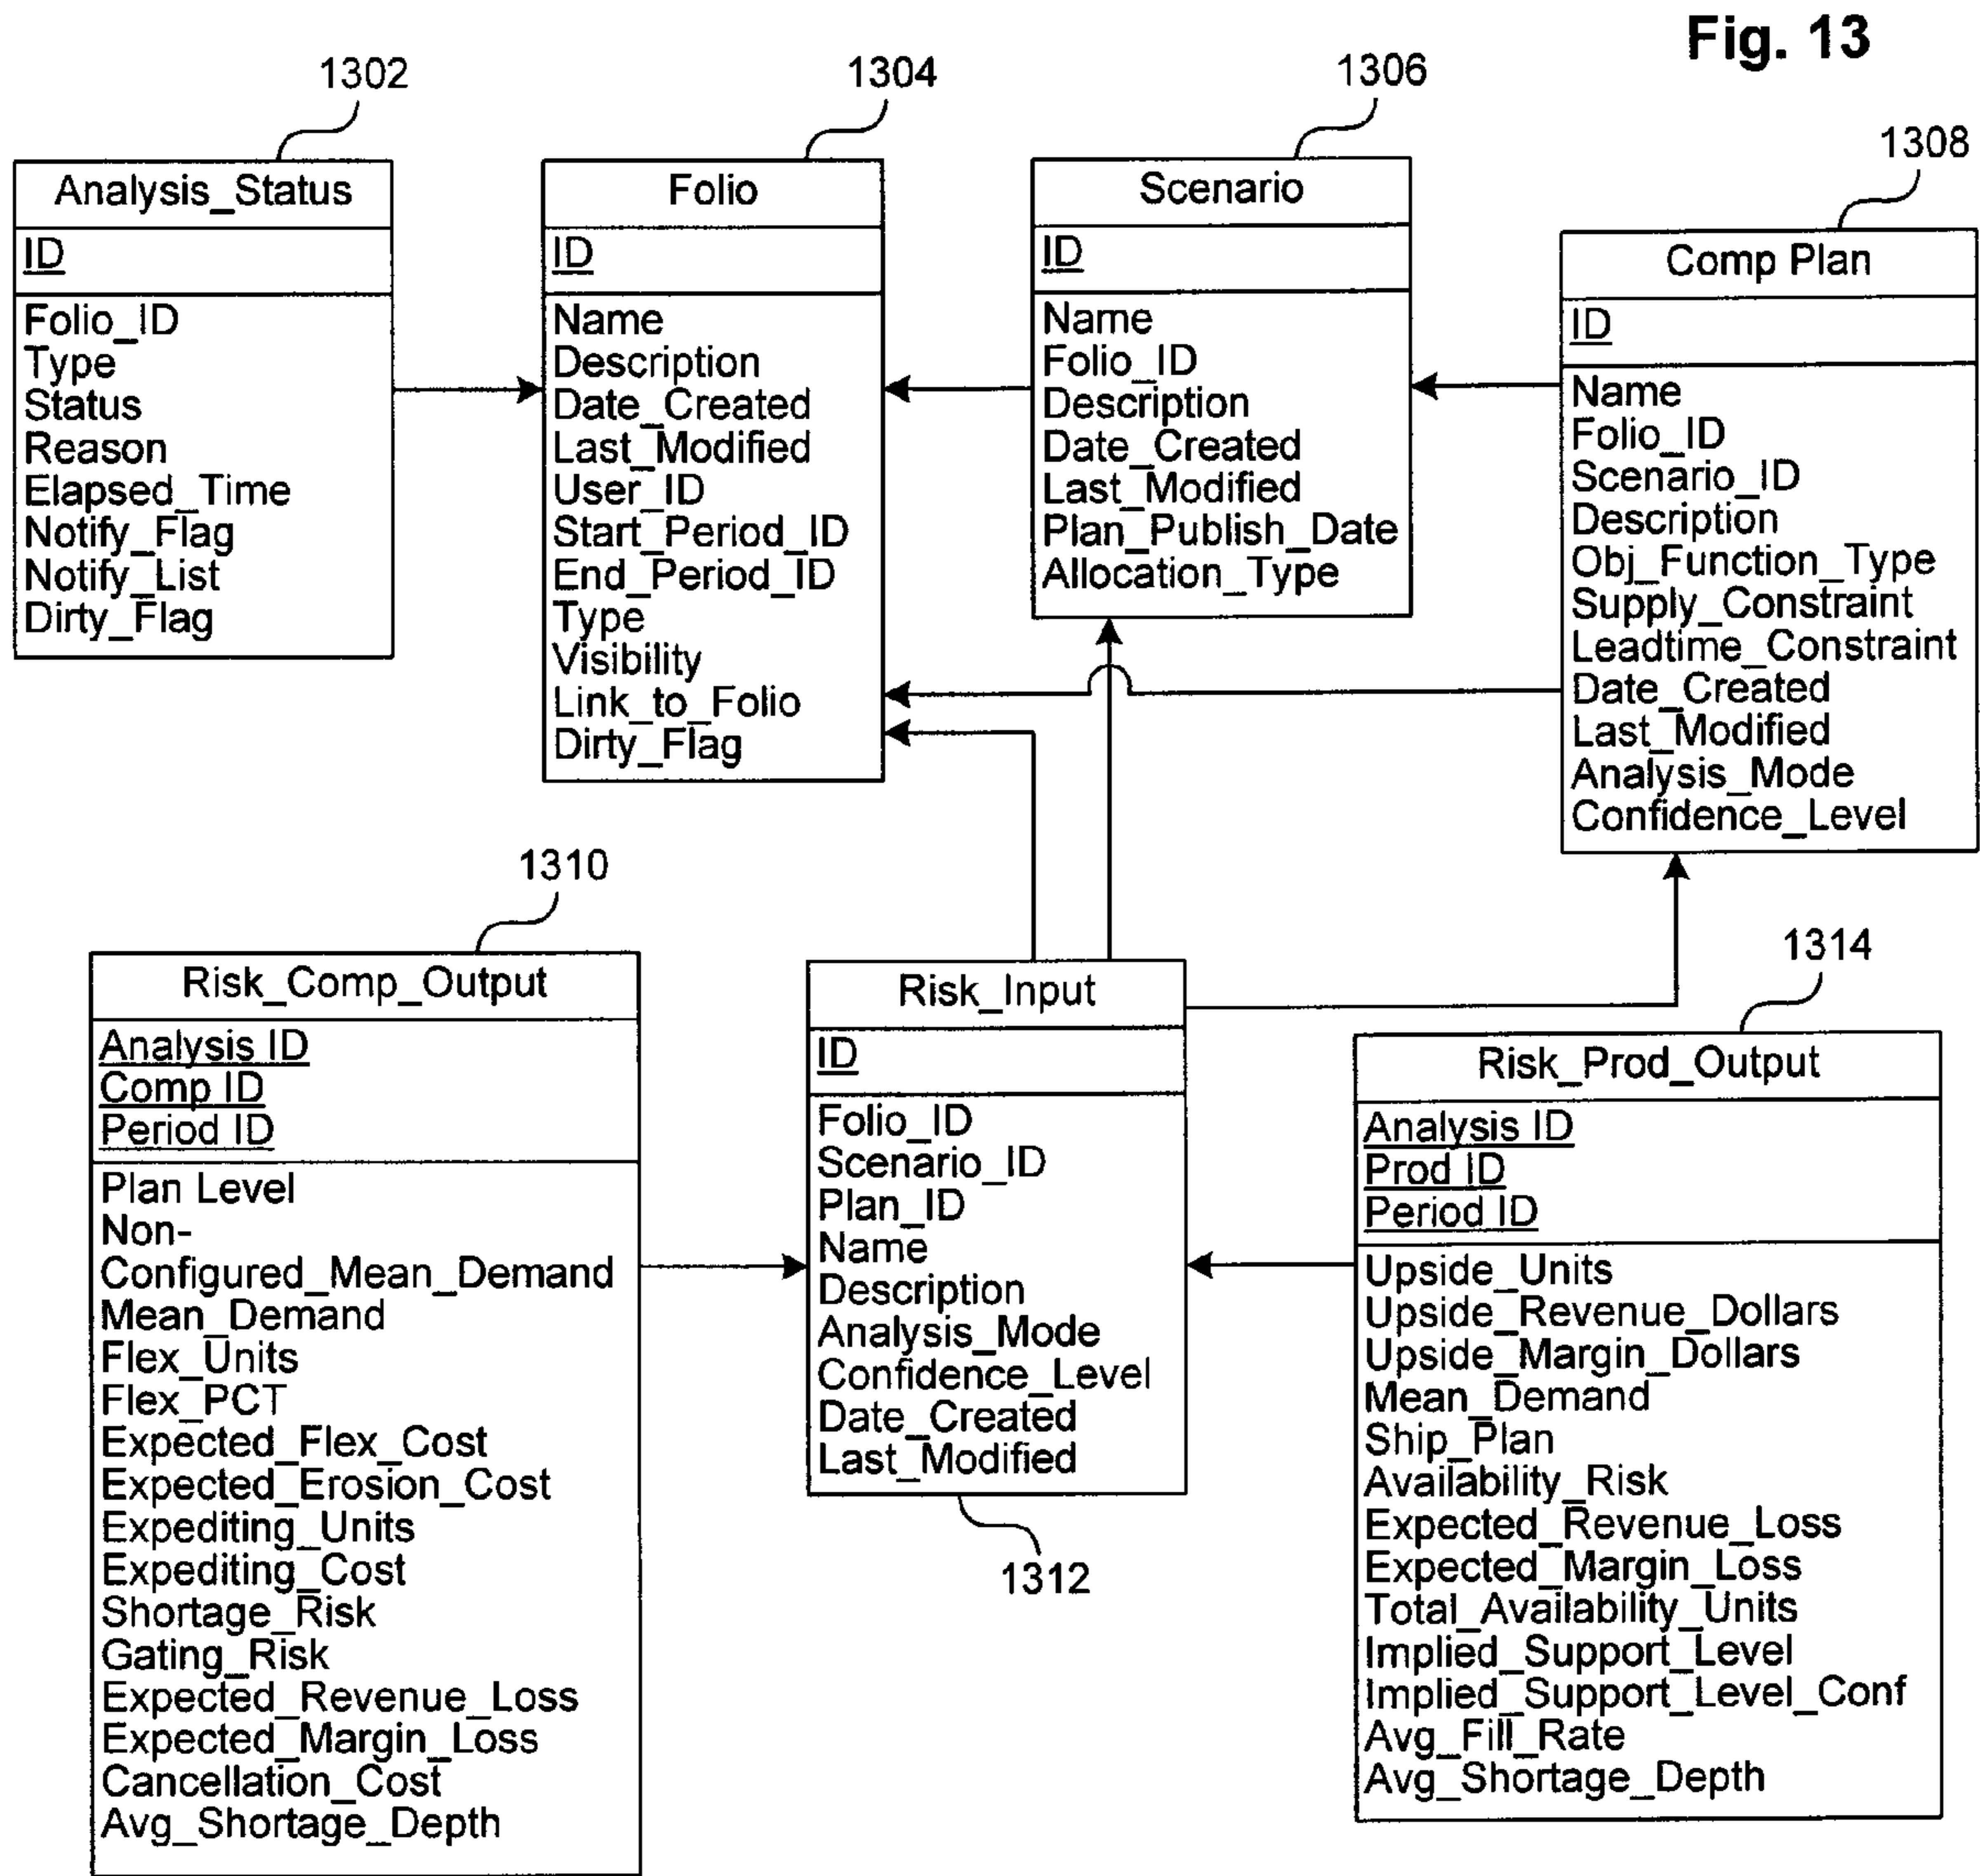 Fig. 13
1302
Analysis_Status
ID
Folio_ID
Type
Status
Reason
Elapsed_Time
Notify_Flag
Notify_List
Dirty_Flag
1304
Folio
ID
Name
Description
Date_Created
Last_Modified
User_ID
Start_Period_ID
End_Period_ID
Type
Visibility
Link_to_Folio
Dirty_Flag
1306
Scenario
ID
Name
Folio_ID
Description
Date_Created
Last_Modified
Plan_Publish_Date
Allocation_Type
1308
Comp Plan
ID
Name
Folio_ID
Scenario_ID
Description
Obj_Function_Type
Supply_Constraint
Leadtime_Constraint
Date_Created
Last_Modified
Analysis_Mode
Confidence_Level
1310
Risk_Comp_Output
Analysis ID
Comp ID
Period ID
Plan Level
Non-
Configured_Mean_Demand
Mean_Demand
Flex_Units
Flex_PCT
Expected_Flex_Cost
Expected_Erosion_Cost
Expediting_Units
Expediting_Cost
Shortage_Risk
Gating_Risk
Expected_Revenue_Loss
Expected_Margin_Loss
Cancellation_Cost
Avg_Shortage_Depth
Risk_Input
ID
Folio_ID
Scenario_ID
Plan_ID
Name
Description
Analysis_Mode
Confidence_Level
Date_Created
Last_Modified
1312
1314
Risk_Prod_Output
Analysis ID
Prod ID
Period ID
Upside_Units
Upside_Revenue_Dollars
Upside_Margin_Dollars
Mean_Demand
Ship_Plan
Availability_Risk
Expected_Revenue_Loss
Expected_Margin_Loss
Total_Availability_Units
Implied_Support_Level
Implied_Support_Level_Conf
Avg_Fill_Rate
Avg_Shortage_Depth